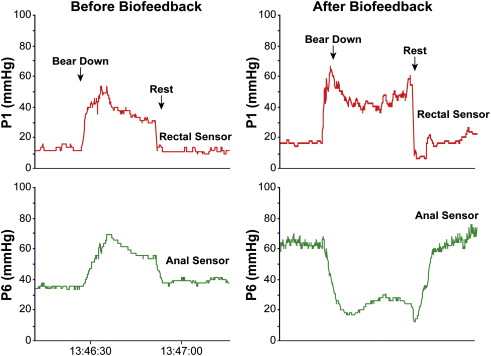 Before Biofeedback
After Biofeedback
P1 (mmHg)
100
80
60
40
20
0
Bear Down
Rest
Rectal Sensor
P1 (mmHg)
100
80
60
40
20
0
Bear Down
Rest
Rectal Sensor
P6 (mmHg)
100
80
60
40
20
0
Anal Sensor
13:46:30
13:47:00
P6 (mmHg)
100
80
60
40
20
0
Anal Sensor